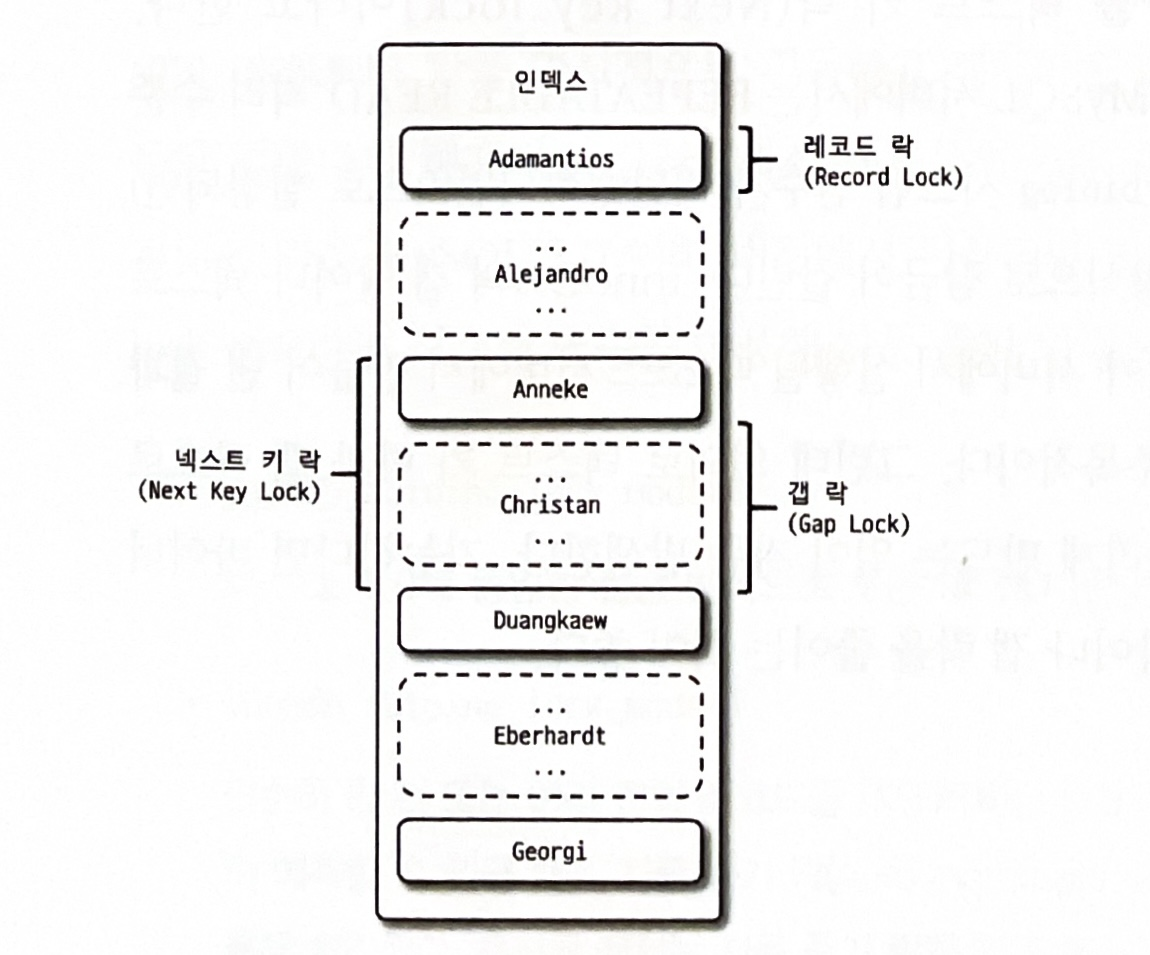 인덱스
Adamantios
레코드 락
(Record Lock)
...
Alejandro
...
Anneke
넥스트 키 락
(Next Key Lock)
...
Christan
...
갭 락
(Gap Lock)
Duangkaew
...
Eberhardt
...
Georgi